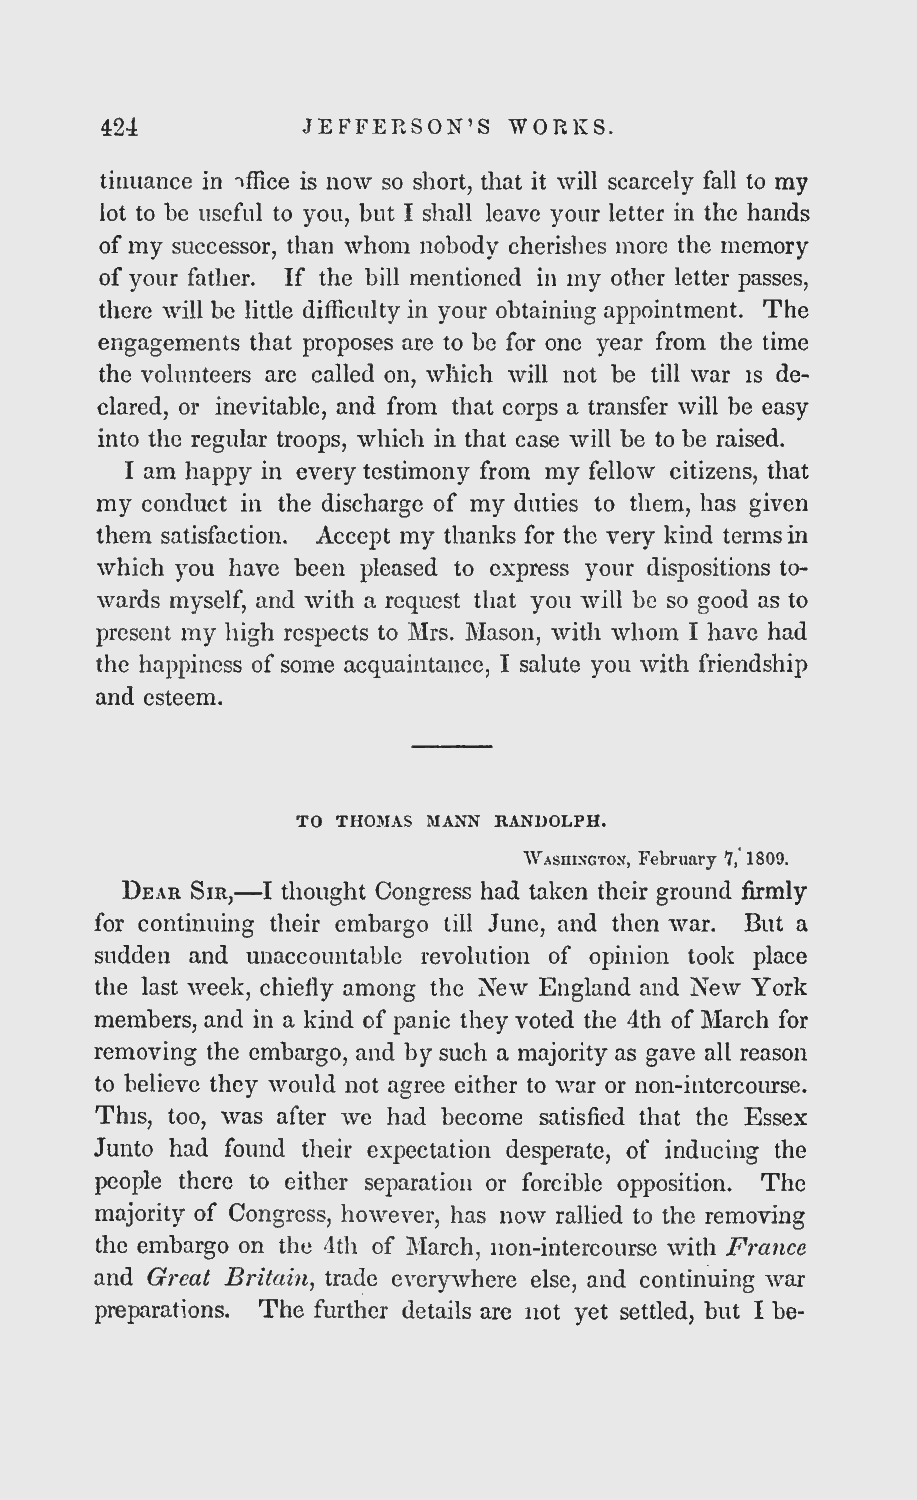 424 JEFFERSON'S WORKS.
tinuance in office is now so short, that it will scarcely fall to my
lot to be useful to you, but I shall leave your letter in the hands
of my successor, than whom nobody cherishes more the memory
of your father. If the bill mentioned in my other letter passes,
there will be little difficulty in your obtaining appointment. The
engagements that proposes are to be for one year from the time
the volunteers are called on, which will not be till war is de-
clared, or inevitable, and from that corps a transfer will be easy
into the regular troops, which in that case will be to be raised.
I am happy in every testimony from my fellow citizens, that
my conduct in the discharge of my duties to them, has given
them satisfaction. Accept my thanks for the very kind terms in
which you have been pleased to express your dispositions to-
wards myself, and with a request that you will be so good as to
present my high respects to Mrs. Mason, with whom I have had
the happiness of some acquaintance, I salute you with friendship
and esteem.
TO THOMAS MANN RANDOLPH.
WASHINGTON, February 7, 1809.
DEAR SIR,—I thought Congress had taken their ground firmly
for continuing their embargo till June, and then war. But a
sudden and unaccountable revolution of opinion took place
the last week, chiefly among the New England and New York
members, and in a kind of panic they voted the 4th of March for
removing the embargo, and by such a majority as gave all reason
to believe they would not agree either to war or non-intercourse.
This, too, was after we had become satisfied that the Essex
Junto had found their expectation desperate, of inducing the
people there to either separation or forcible opposition. The
majority of Congress, however, has now rallied to the removing
the embargo on the 4th of March, non-intercourse with France
and Great Britain, trade everywhere else, and continuing war
preparations. The further details are not yet settled, but I be-